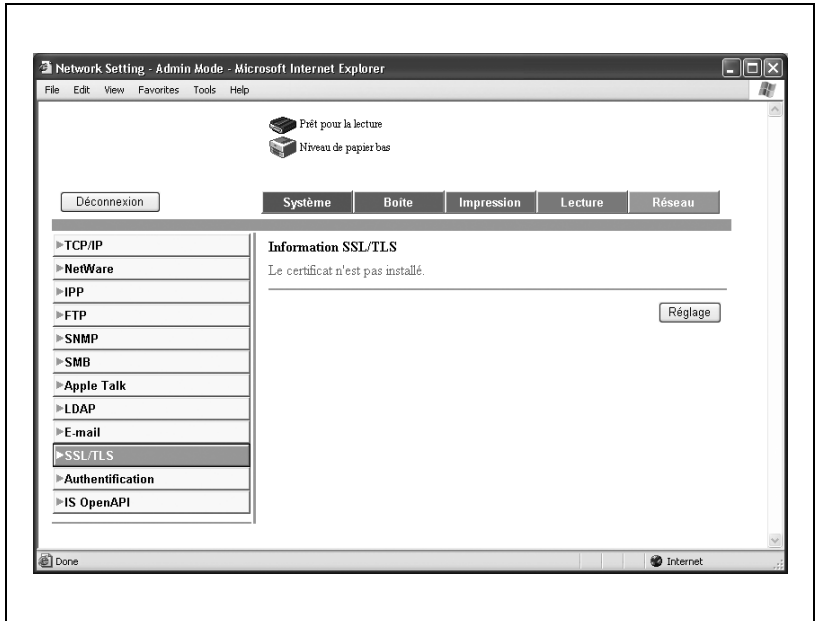 Network Setting - Admin Mode - Microsoft Internet Explorer
File Edit View Favorites Tools Help
Prêt pour la lecture
Niveau de papier bas
Déconnexion
Système Boîte Impression Lecture Réseau
TCP/IP
NetWare
IPP
FTP
SNMP
SMB
Apple Talk
LDAP
E-mail
SSL/TLS
Authentification
IS OpenAPI
Information SSL/TLS
Le certificat n'est pas installé.
Réglage
Done
Internet